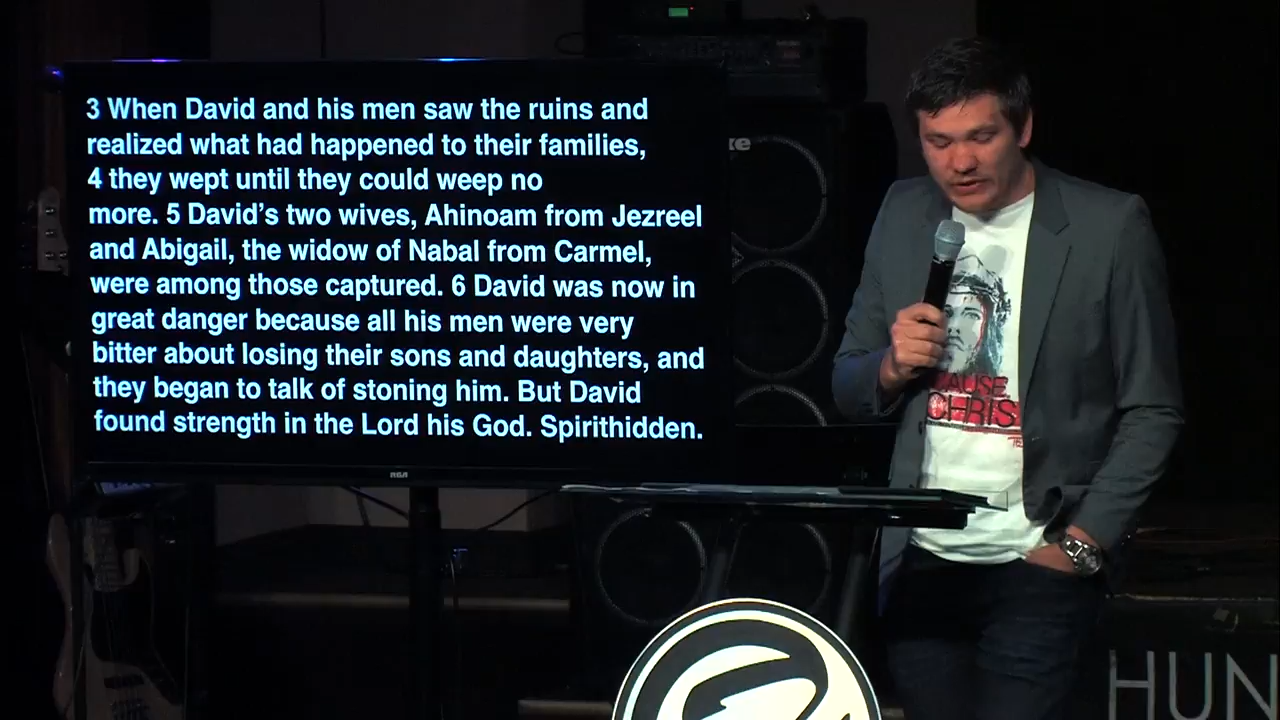 3 When David and his men saw the ruins and
realized what had happened to their families,
4 they wept until they could weep no
more. 5 David’s two wives, Ahinoam from Jezreel
and Abigail, the widow of Nabal from Carmel,
were among those captured. 6 David was now in
great danger because all his men were very
bitter about losing their sons and daughters, and
they began to talk of stoning him. But David
found strength in the Lord his God. Spirithidden.
RCA
CAUSE
CHRIS
HUN